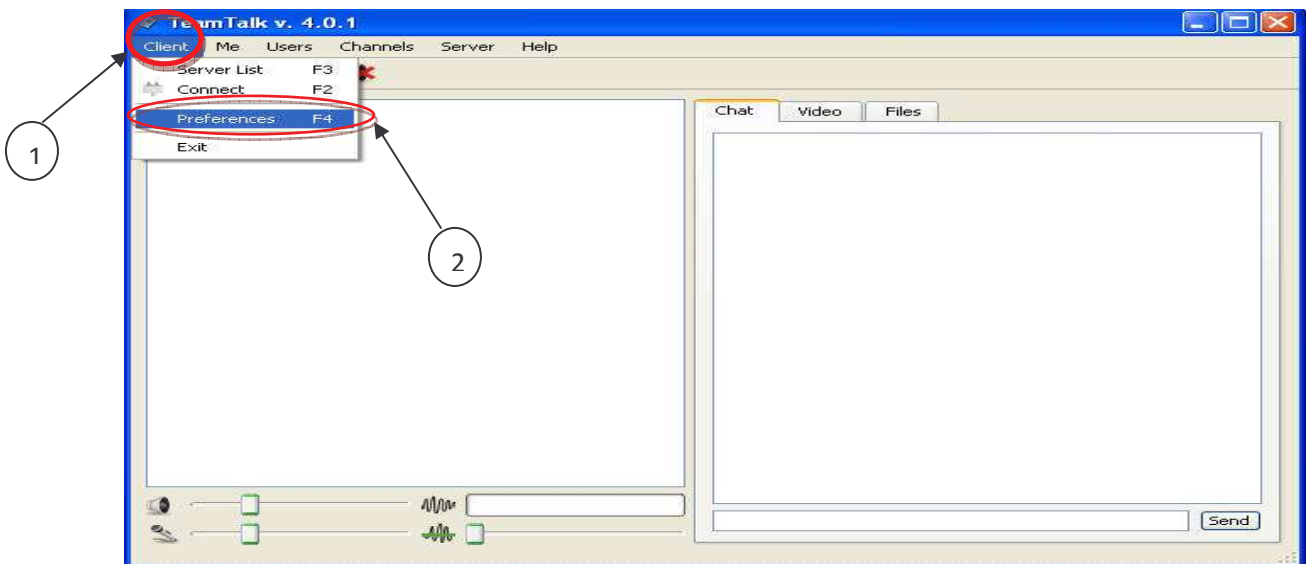 TeamTalk v. 4.0.1
Client Me Users Channels Server Help
Server List F3
Connect F2
Preferences F4
Exit
Chat Video Files
1
2
Send